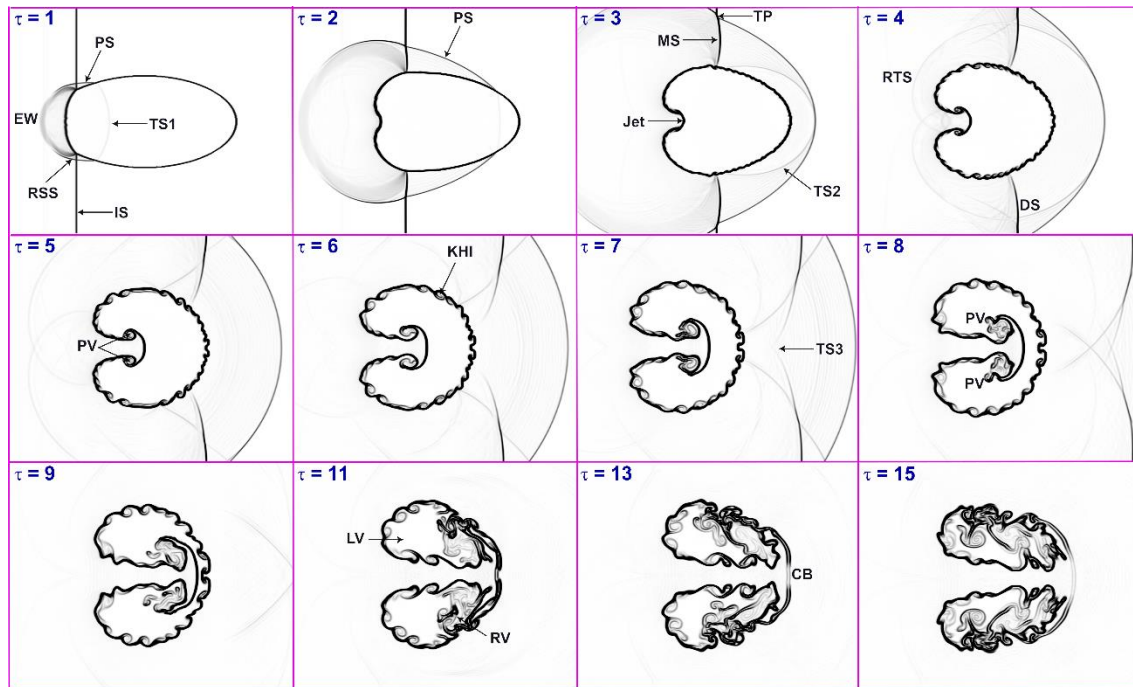 τ = 1
PS
EW
TS1
RSS
IS
τ = 2
PS
τ = 3
TP
MS
Jet
TS2
τ = 4
RTS
DS
τ = 5
PV
τ = 6
KHI
τ = 7
TS3
τ = 8
PV
PV
τ = 9
τ = 11
LV
RV
τ = 13
CB
τ = 15